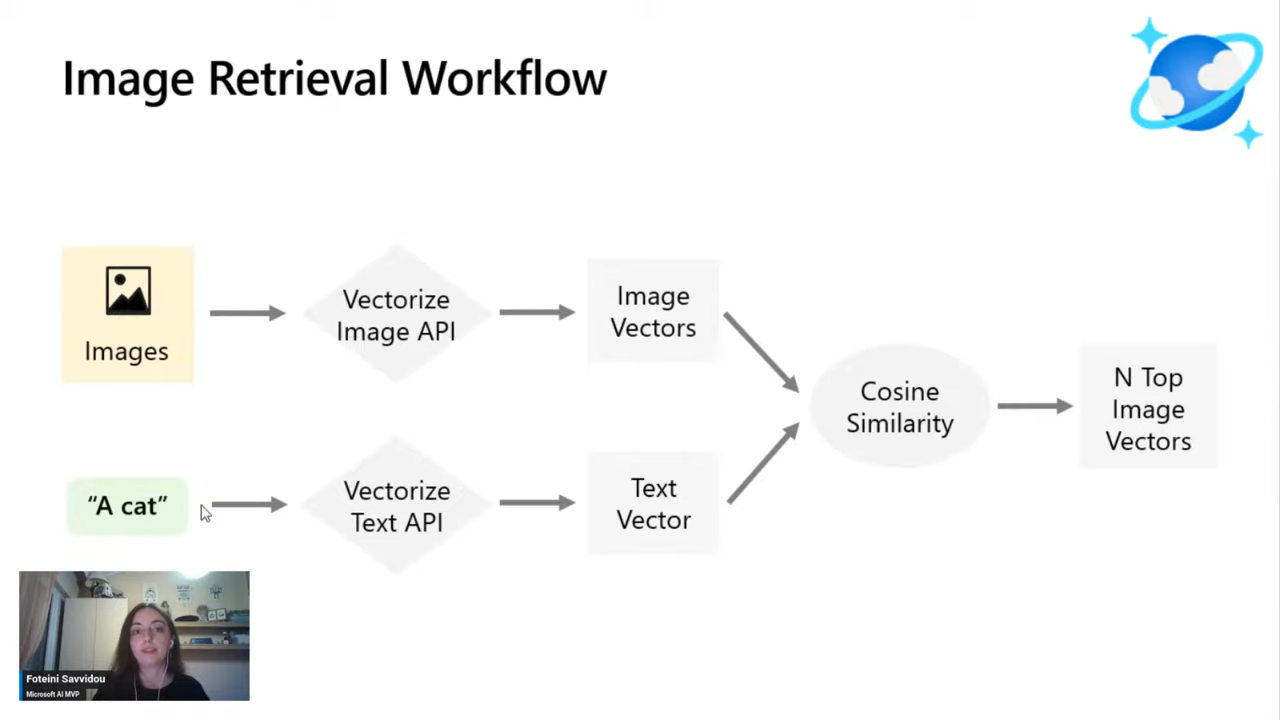 Image Retrieval Workflow
Images
Vectorize
Image API
Image
Vectors
Cosine
Similarity
N Top
Image
Vectors
“A cat”
Vectorize
Text API
Text
Vector
Foteini Savvidou
Microsoft AI MVP